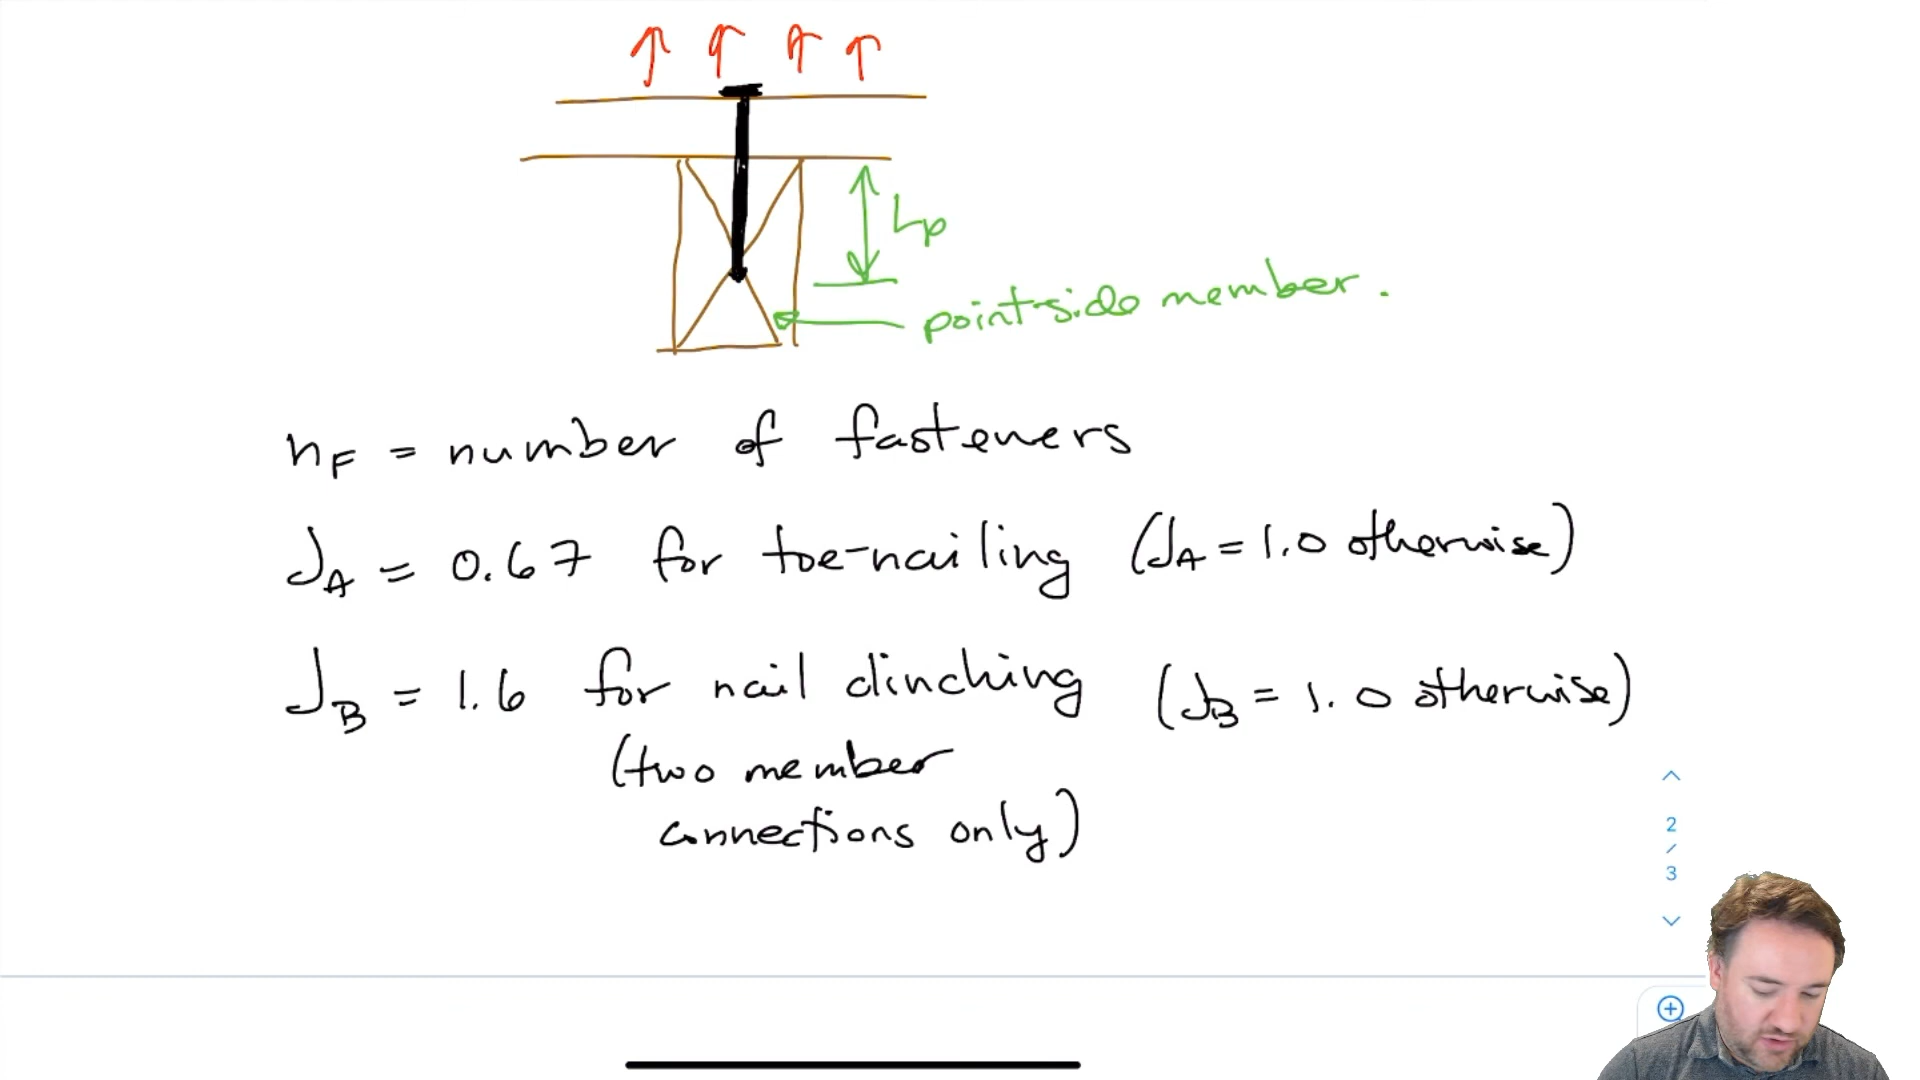 Lp
point-side member.
nF = number of fasteners
JA = 0.67 for toe-nailing (JA = 1.0 otherwise)
JB = 1.6 for nail clinching (JB = 1.0 otherwise)
(two member
connections only)
2
/
3